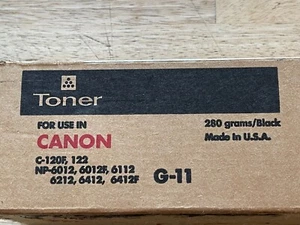 Toner
FOR USE IN
CANON
280 grams/Black
Made in U.S.A.
C-120F, 122
NP-6012, 6012F, 6112
6212, 6412, 6412F
G-11